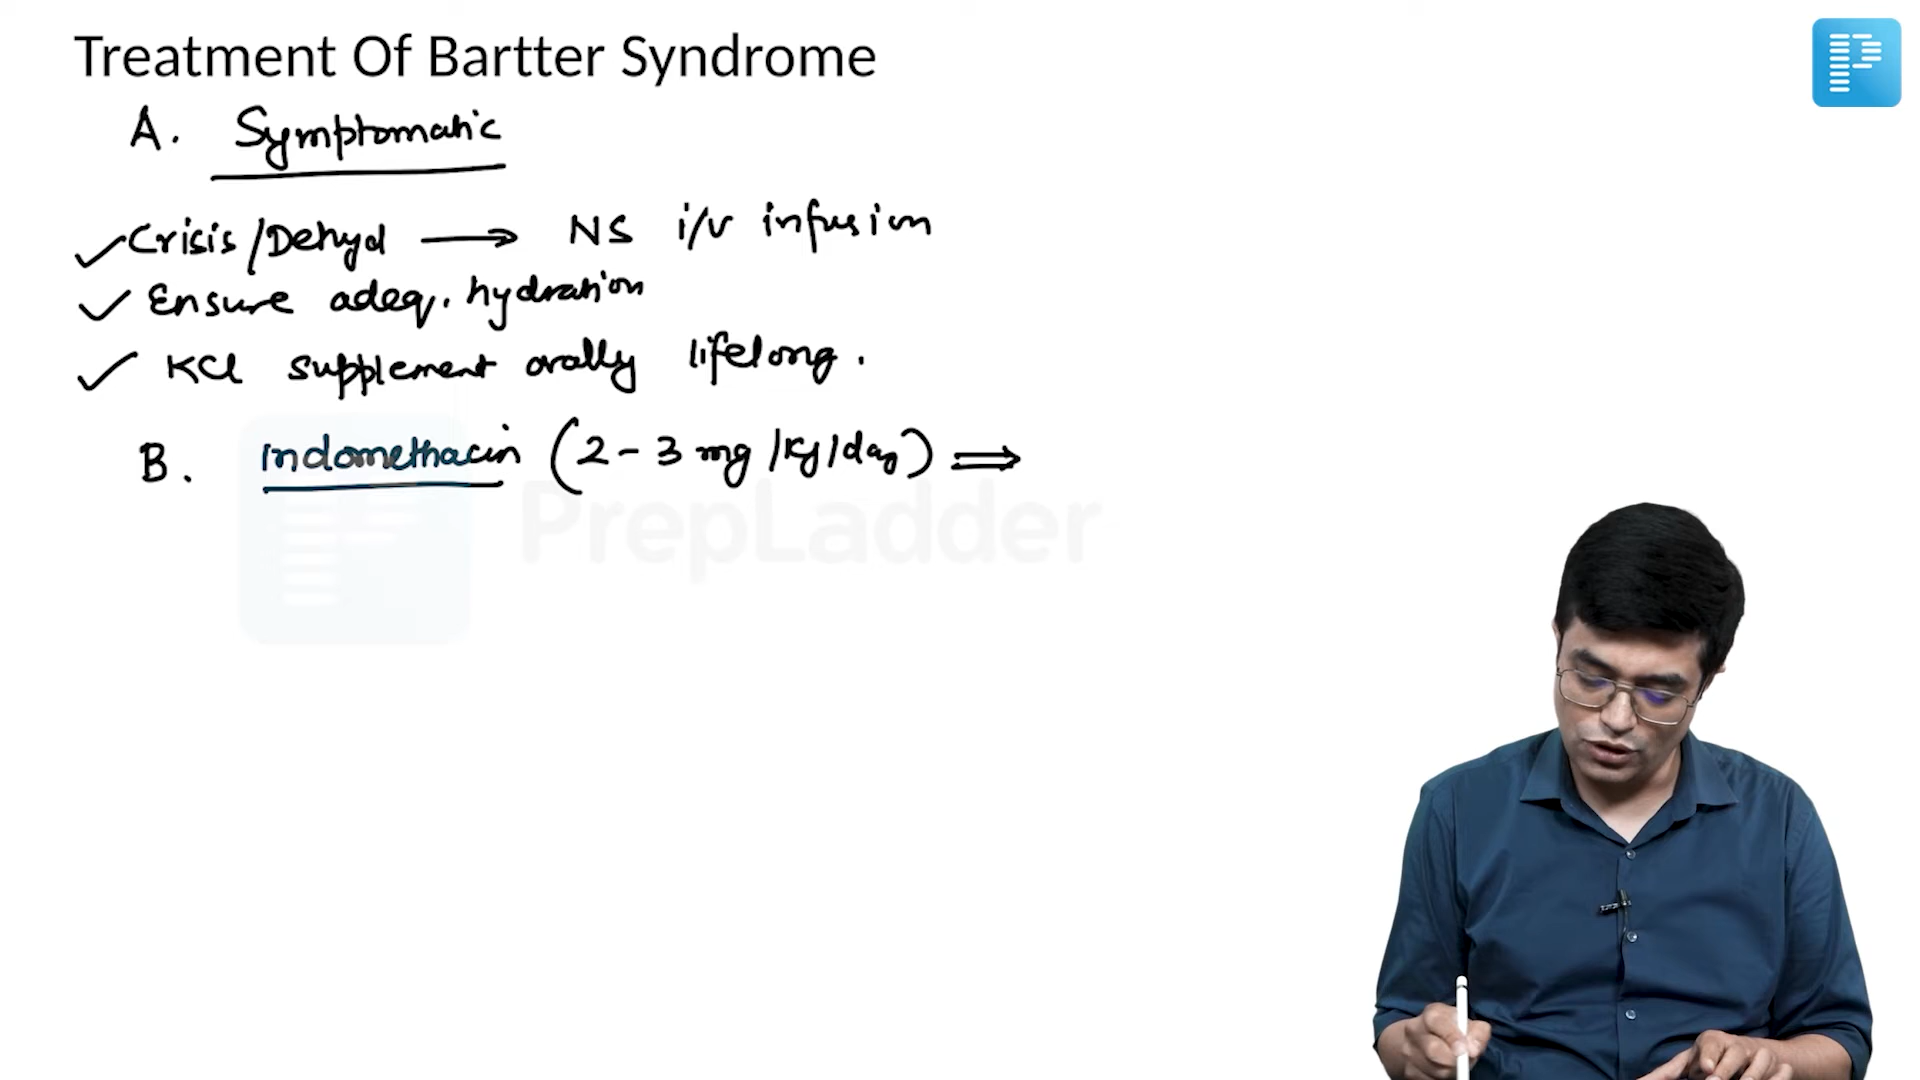 Treatment Of Bartter Syndrome
A. Symptomatic
Crisis/Dehyd → NS i/v infusion
Ensure adeq. hydration
KCl supplement orally lifelong.
B. indomethacin (2-3 mg/kg/day) ⇒
PrepLadder